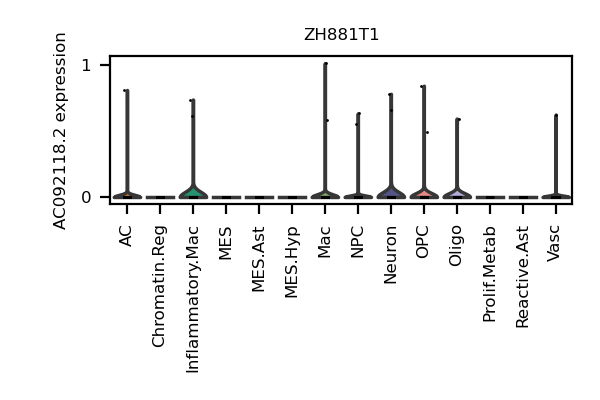 ZH881T1
AC092118.2 expression
1
0
AC
Chromatin.Reg
Inflammatory.Mac
MES
MES.Ast
MES.Hyp
Mac
NPC
Neuron
OPC
Oligo
Prolif.Metab
Reactive.Ast
Vasc